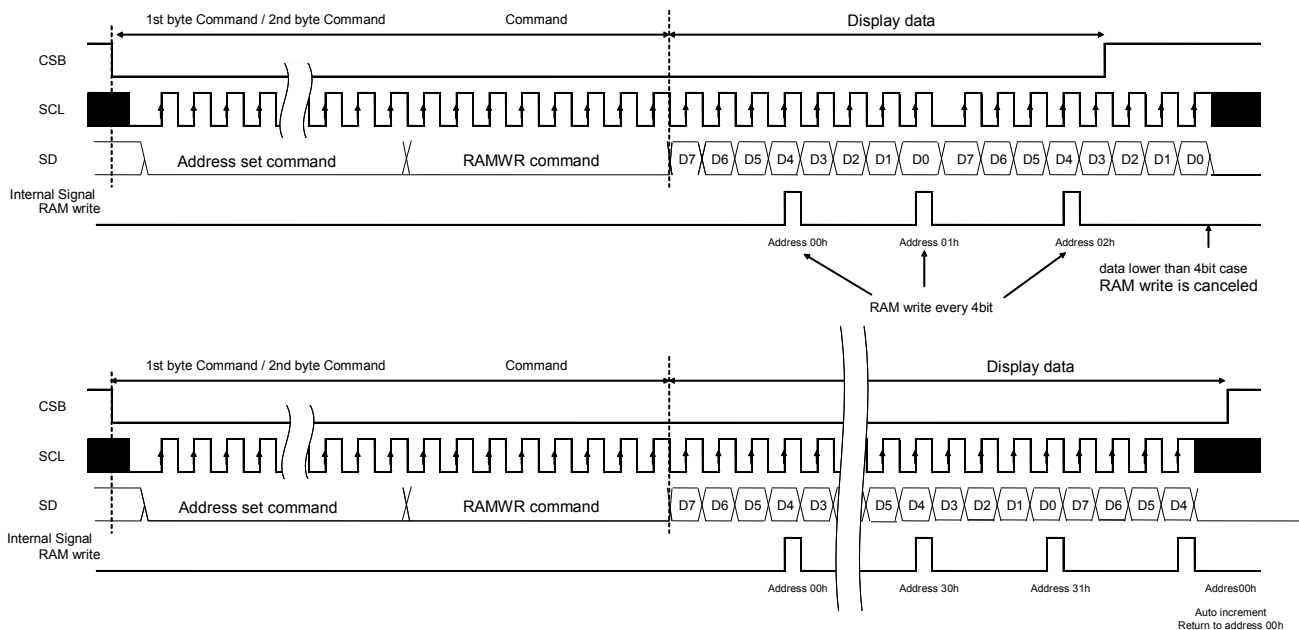 1st byte Command / 2nd byte Command Command Display data
CSB
SCL
SD Address set command RAMWR command D7 D6 D5 D4 D3 D2 D1 D0 D7 D6 D5 D4 D3 D2 D1 D0
Internal Signal
RAM write
Address 00h Address 01h Address 02h
data lower than 4bit case
RAM write is canceled
RAM write every 4bit
1st byte Command / 2nd byte Command Command Display data
CSB
SCL
SD Address set command RAMWR command D7 D6 D5 D4 D3 D5 D4 D3 D2 D1 D0 D7 D6 D5 D4
Internal Signal
RAM write
Address 00h Address 30h Address 31h Addres00h
Auto increment
Return to address 00h